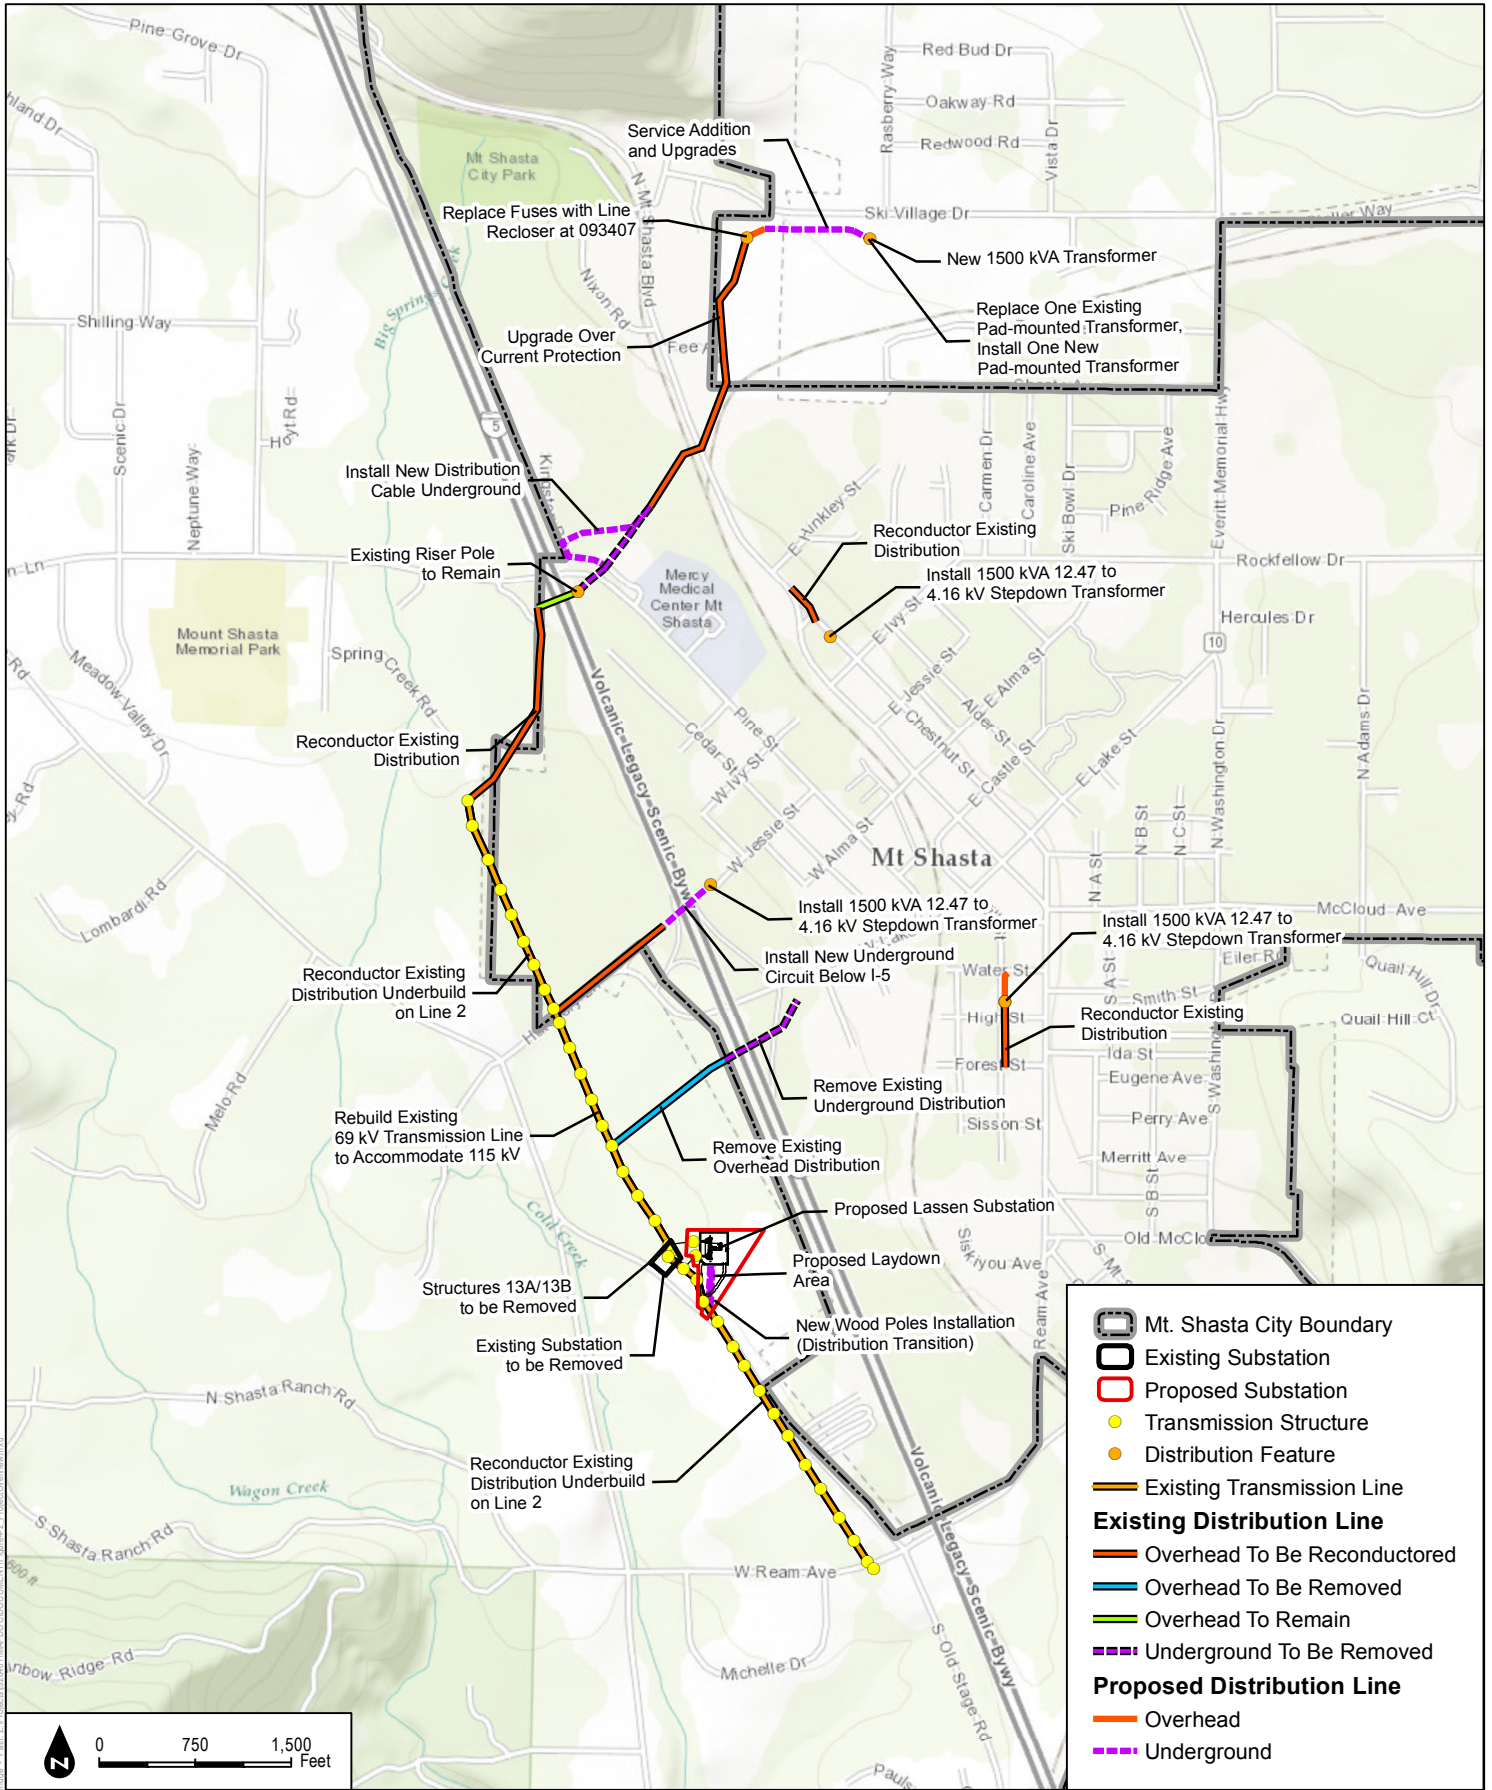 Pine Grove Dr
Red Bud Dr
Rasberry Way
Oakway Rd
Redwood Rd
Vista Dr
Service Addition
and Upgrades
Mt Shasta
City Park
N Mt Shasta Blvd
Replace Fuses with Line
Recloser at 093407
Ski Village Dr
New 1500 kVA Transformer
Nixon Rd
Big Springs Creek
Shilling Way
Upgrade Over
Current Protection
Replace One Existing
Pad-mounted Transformer,
Install One New
Pad-mounted Transformer
Scenic Dr
Hoyt Rd
Neptune Way
5
Install New Distribution
Cable Underground
Carmen Dr
Caroline Ave
Ski Bowl Dr
Pine Ridge Ave
Everitt Memorial Hwy
E Hinkley St
Reconductor Existing
Distribution
Rockfellow Dr
Existing Riser Pole
to Remain
Mercy
Medical
Center Mt
Shasta
Install 1500 kVA 12.47 to
4.16 kV Stepdown Transformer
Hercules Dr
10
Mount Shasta
Memorial Park
Spring Creek Rd
Meadow Valley Dr
E Ivy St
E Jessie St
E Alma St
Alder St
E Chestnut St
E Castle St
E Lake St
N Adams Dr
N Washington Dr
Volcanic Legacy Scenic Byw
Pine St
Cedar St
W Ivy St
W Jessie St
W Alma St
Reconductor Existing
Distribution
Mt Shasta
N B St
N C St
N A St
Lombardi Rd
Install 1500 kVA 12.47 to
4.16 kV Stepdown Transformer
McCloud Ave
Install 1500 kVA 12.47 to
4.16 kV Stepdown Transformer
Eiler Rd
Quail Hill Dr
Install New Underground
Circuit Below I-5
Water St
S A St
Smith St
Reconductor Existing
Distribution Underbuild
on Line 2
High St
Reconductor Existing
Distribution
Quail Hill Ct
Forest St
Ida St
Eugene Ave
S Washing
Melo Rd
Remove Existing
Underground Distribution
Sisson St
Perry Ave
Rebuild Existing
69 kV Transmission Line
to Accommodate 115 kV
Remove Existing
Overhead Distribution
Merritt Ave
S B St
Cold Creek
Proposed Lassen Substation
Old McClo
Siskiyou Ave
Proposed Laydown
Area
Structures 13A/13B
to be Removed
New Wood Poles Installation
(Distribution Transition)
Ream Ave
Existing Substation
to be Removed
N Shasta Ranch Rd
Reconductor Existing
Distribution Underbuild
on Line 2
Wagon Creek
S Shasta Ranch Rd
Volcanic Legacy Scenic Bywy
W Ream Ave
Michelle Dr
S Old Stage Rd
Mt. Shasta City Boundary
Existing Substation
Proposed Substation
Transmission Structure
Distribution Feature
Existing Transmission Line
Existing Distribution Line
Overhead To Be Reconductored
Overhead To Be Removed
Overhead To Remain
Underground To Be Removed
Proposed Distribution Line
Overhead
Underground
N
0 750 1,500
Feet